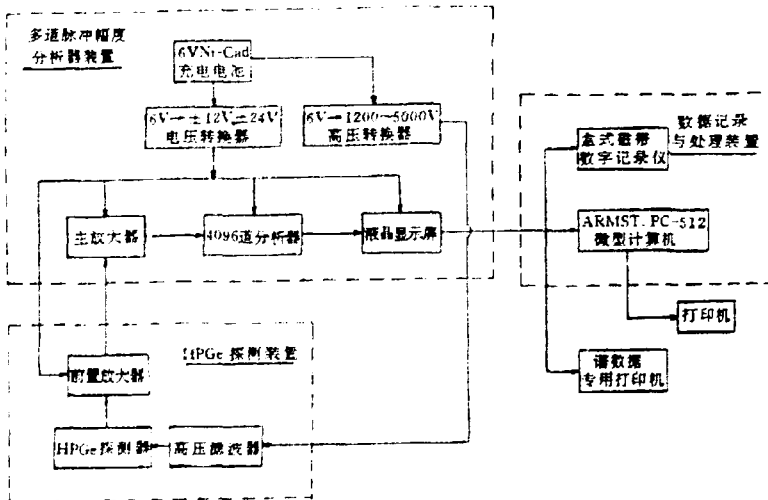 多道脉冲幅度
分析器装置
6VNi-Cad
充电电池
6V→±12V±24V
电压转换器
6V→1200~5000V
高压转换器
主放大器
4096道分析器
液晶显示屏
数据记录
与处理装置
盒式磁带
数字记录仪
ARMST.PC-512
微型计算机
打印机
谱数据
专用打印机
HPGe 探测装置
前置放大器
HPGe探测器
高压滤波器